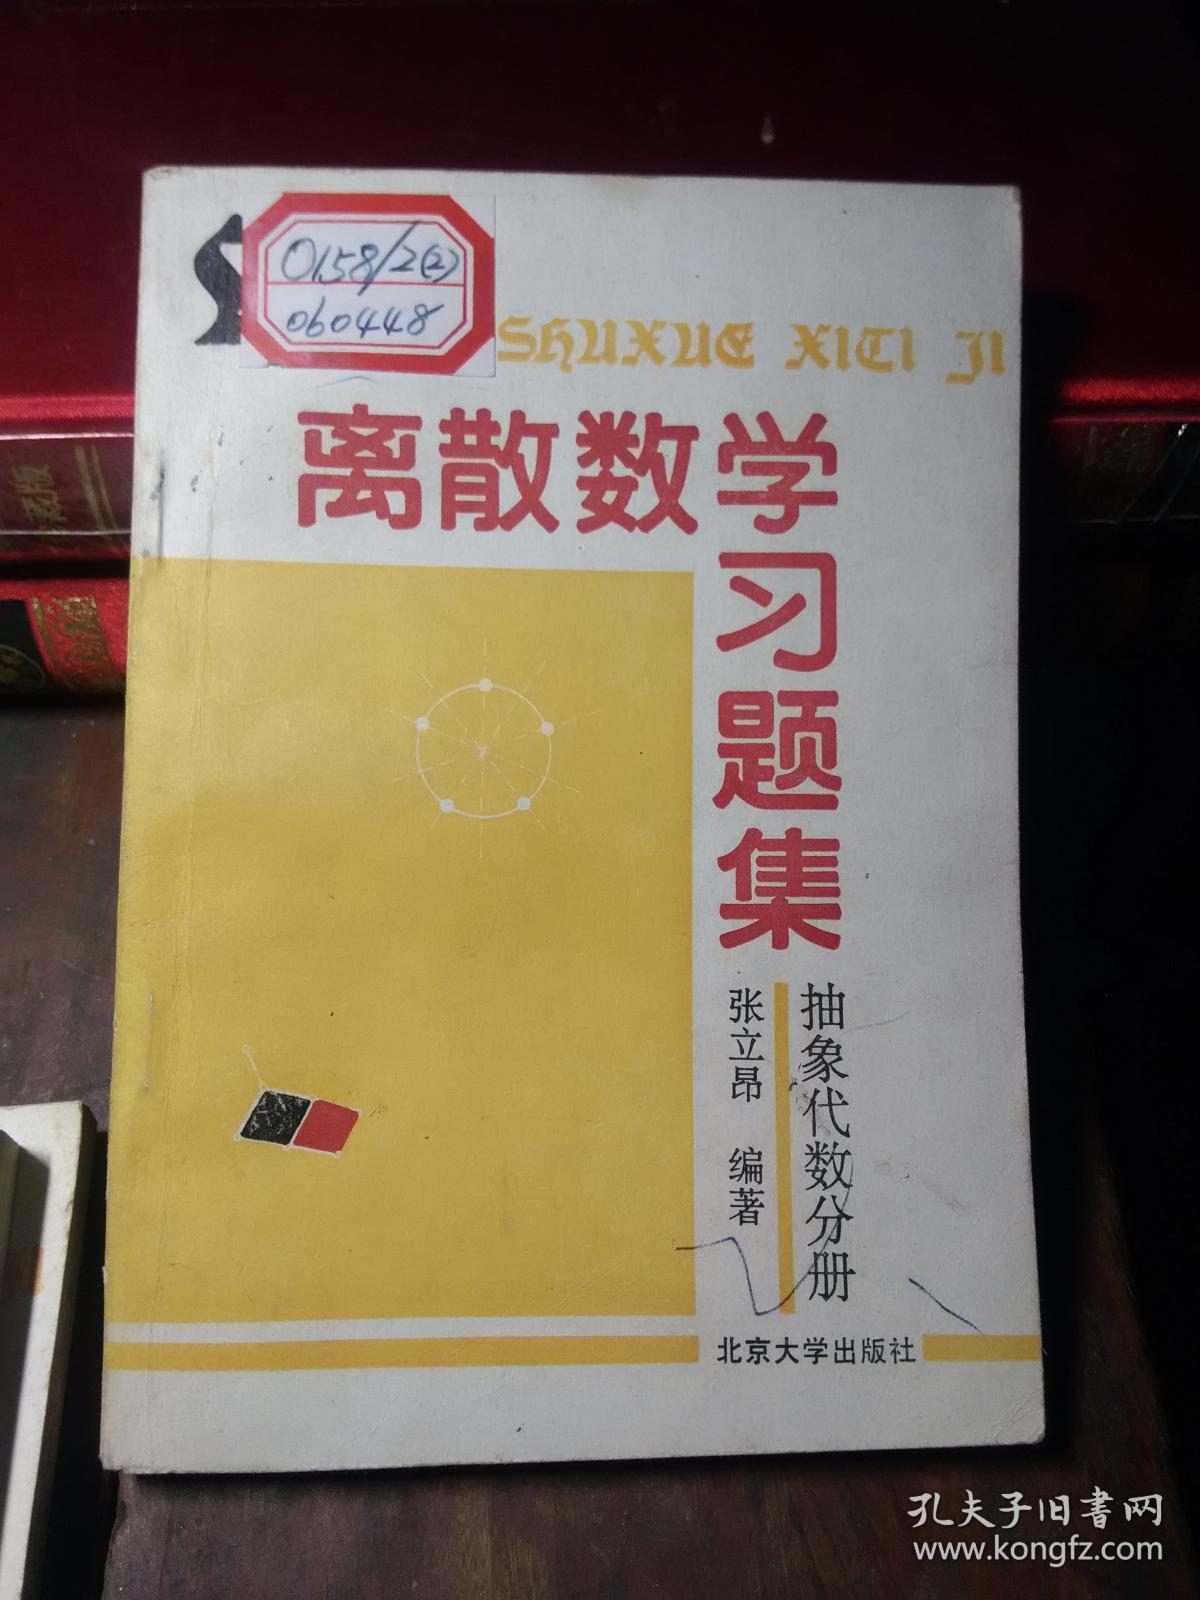 O158/2(2)
060448
SHUXUE XITI JI
离散数学
习题集
抽象代数分册
张立昂 编著
北京大学出版社
孔夫子旧书网
www.kongfz.com